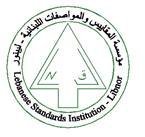 مؤسسة المقاييس والمواصفات اللبنانية - ليبنور
ن ق
N
Lebanese Standards Institution - Libnor